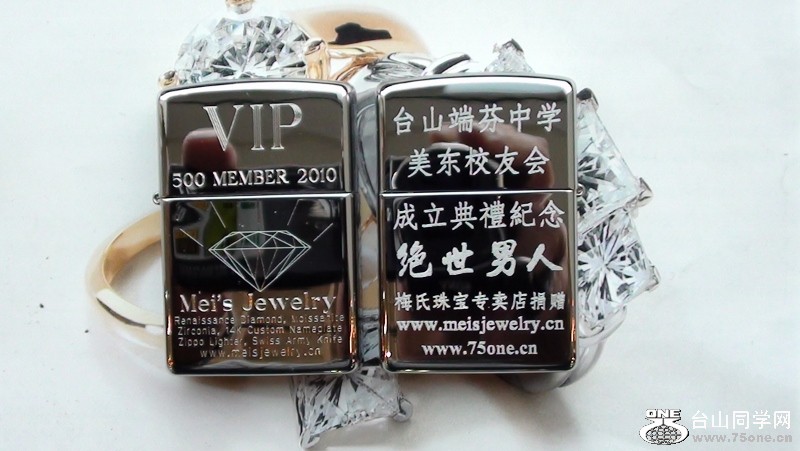 VIP
500 MEMBER 2010
Mei's Jewelry
Renaissance Diamond, Moissanite
Zirconia, 14K Custom Nameplate
Zippo Lighter, Swiss Army Knife
www.meisjewelry.cn
台山端芬中学
美东校友会
成立典禮紀念
绝世男人
梅氏珠宝专卖店捐赠
www.meisjewelry.cn
www.75one.cn
ONE
台山同学网
www.75one.cn